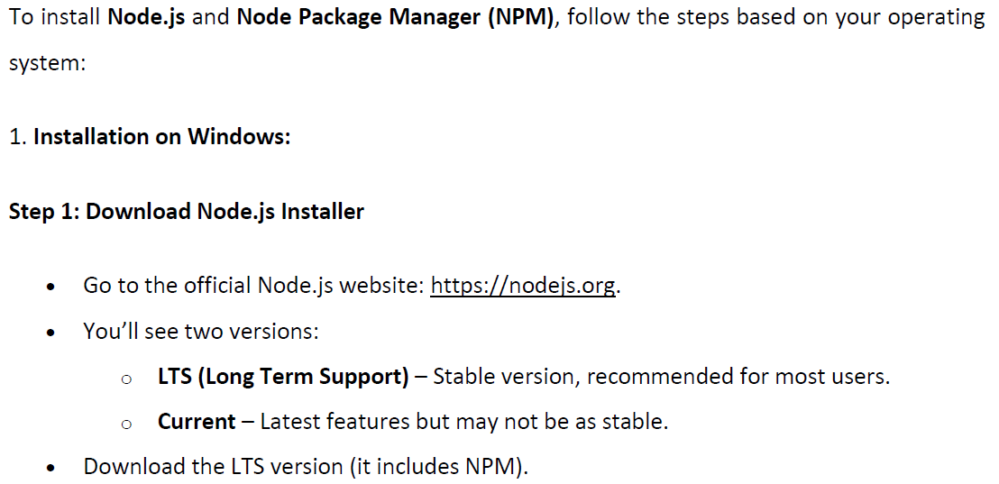 To install Node.js and Node Package Manager (NPM), follow the steps based on your operating
system:
1. Installation on Windows:
Step 1: Download Node.js Installer
• Go to the official Node.js website: https://nodejs.org.
• You’ll see two versions:
○ LTS (Long Term Support) – Stable version, recommended for most users.
○ Current – Latest features but may not be as stable.
• Download the LTS version (it includes NPM).